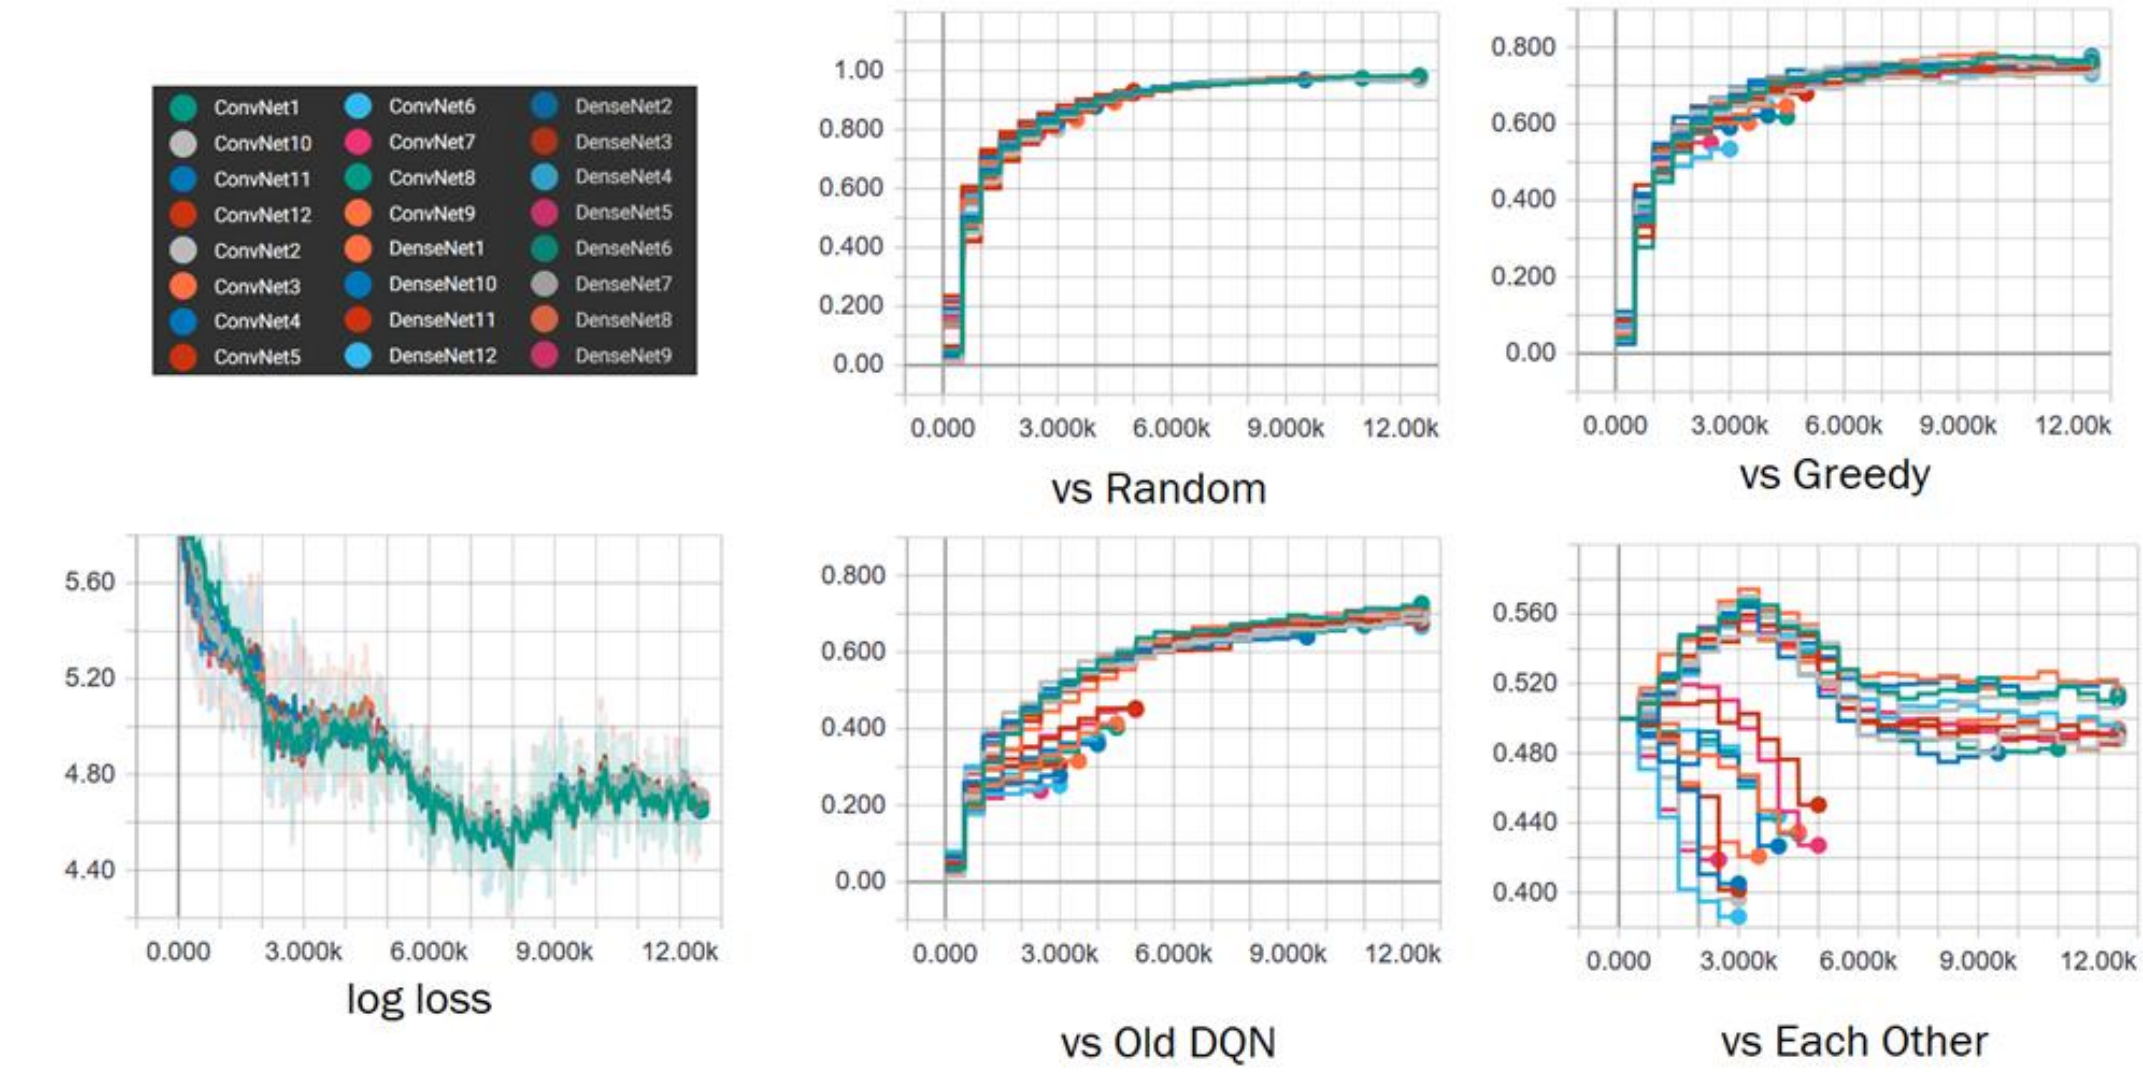 ConvNet1 ConvNet6 DenseNet2
ConvNet10 ConvNet7 DenseNet3
ConvNet11 ConvNet8 DenseNet4
ConvNet12 ConvNet9 DenseNet5
ConvNet2 DenseNet1 DenseNet6
ConvNet3 DenseNet10 DenseNet7
ConvNet4 DenseNet11 DenseNet8
ConvNet5 DenseNet12 DenseNet9
1.00
0.800
0.600
0.400
0.200
0.00
0.000 3.000k 6.000k 9.000k 12.00k
vs Random
0.800
0.600
0.400
0.200
0.00
0.000 3.000k 6.000k 9.000k 12.00k
vs Greedy
5.60
5.20
4.80
4.40
0.000 3.000k 6.000k 9.000k 12.00k
log loss
0.800
0.600
0.400
0.200
0.00
0.000 3.000k 6.000k 9.000k 12.00k
vs Old DQN
0.560
0.520
0.480
0.440
0.400
0.000 3.000k 6.000k 9.000k 12.00k
vs Each Other